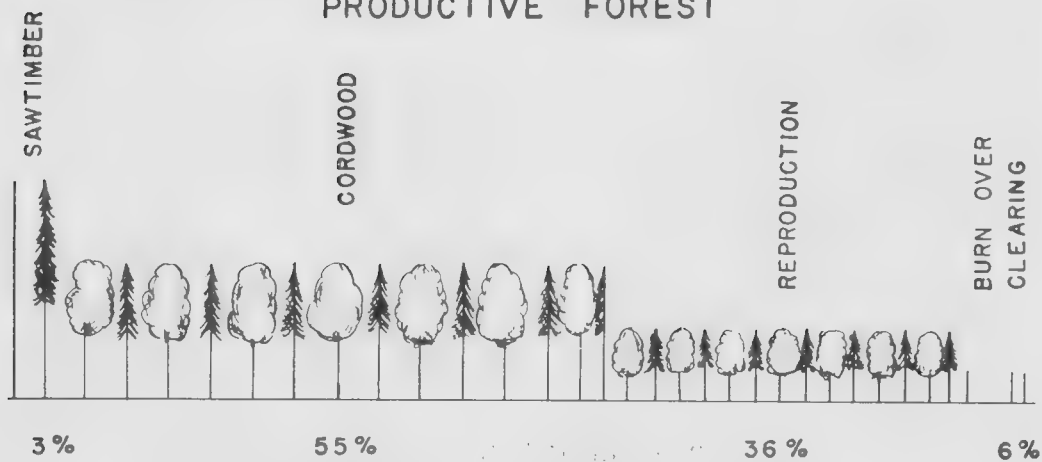 PRODUCTIVE FOREST
SAWTIMBER
CORDWOOD
REPRODUCTION
BURN OVER
CLEARING
3%
55%
36%
6%